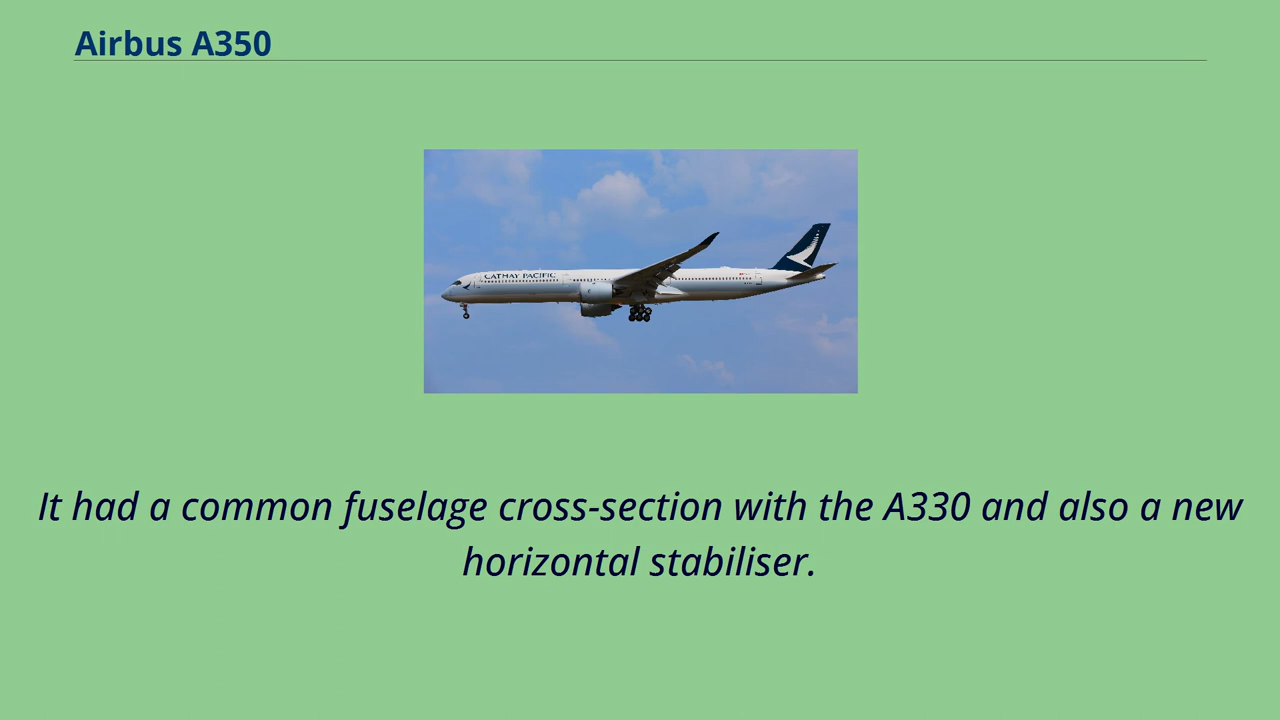 Airbus A350
CATHAY PACIFIC
It had a common fuselage cross-section with the A330 and also a new
horizontal stabiliser.